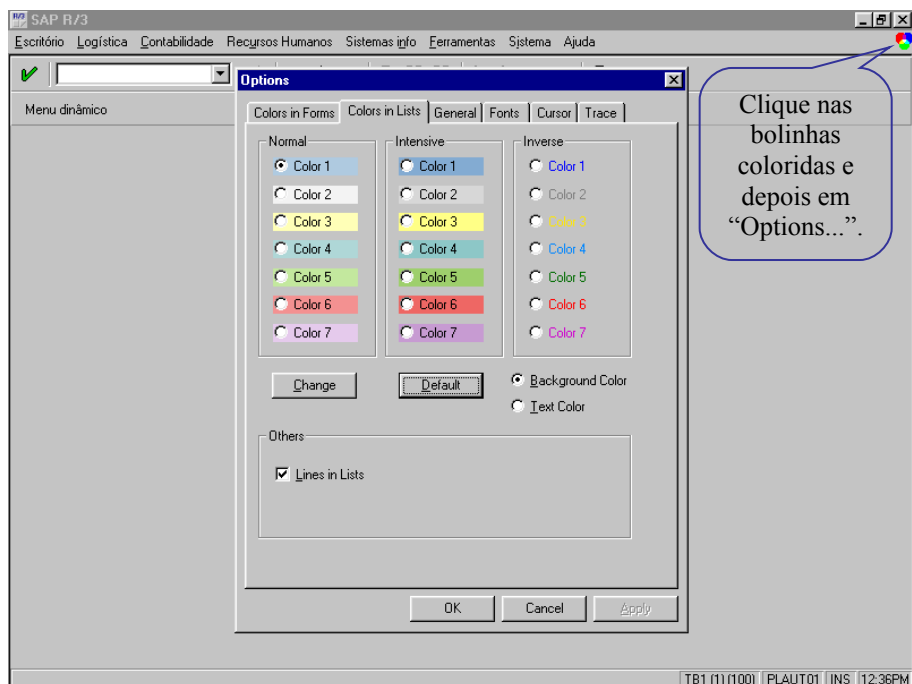 SAP R/3
Escritório Logística Contabilidade Recursos Humanos Sistemas info Ferramentas Sistema Ajuda
Menu dinâmico
Clique nas
bolinhas
coloridas e
depois em
“Options...”.
Options
Colors in Forms Colors in Lists General Fonts Cursor Trace
Normal Intensive Inverse
Color 1 Color 1 Color 1
Color 2 Color 2 Color 2
Color 3 Color 3 Color 3
Color 4 Color 4 Color 4
Color 5 Color 5 Color 5
Color 6 Color 6 Color 6
Color 7 Color 7 Color 7
Change Default Background Color
Text Color
Others
Lines in Lists
OK Cancel Apply
TB1 (1) (100) PLAUT01 INS 12:36PM